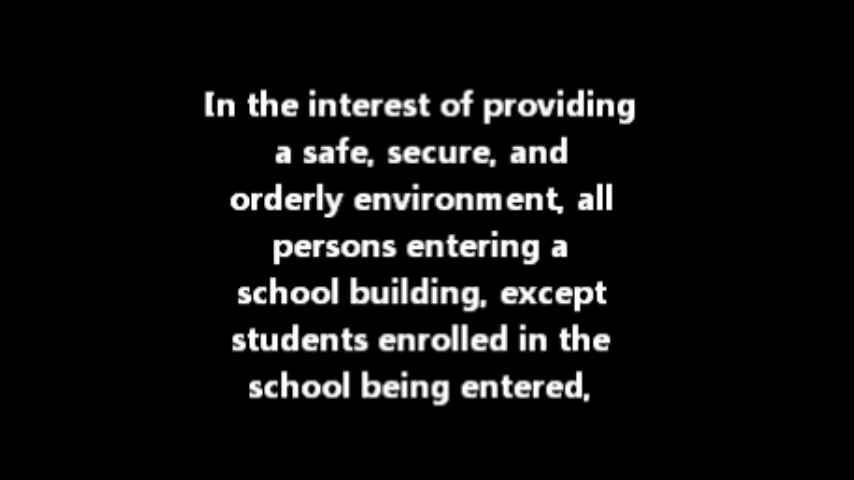 In the interest of providing
a safe, secure, and
orderly environment, all
persons entering a
school building, except
students enrolled in the
school being entered,